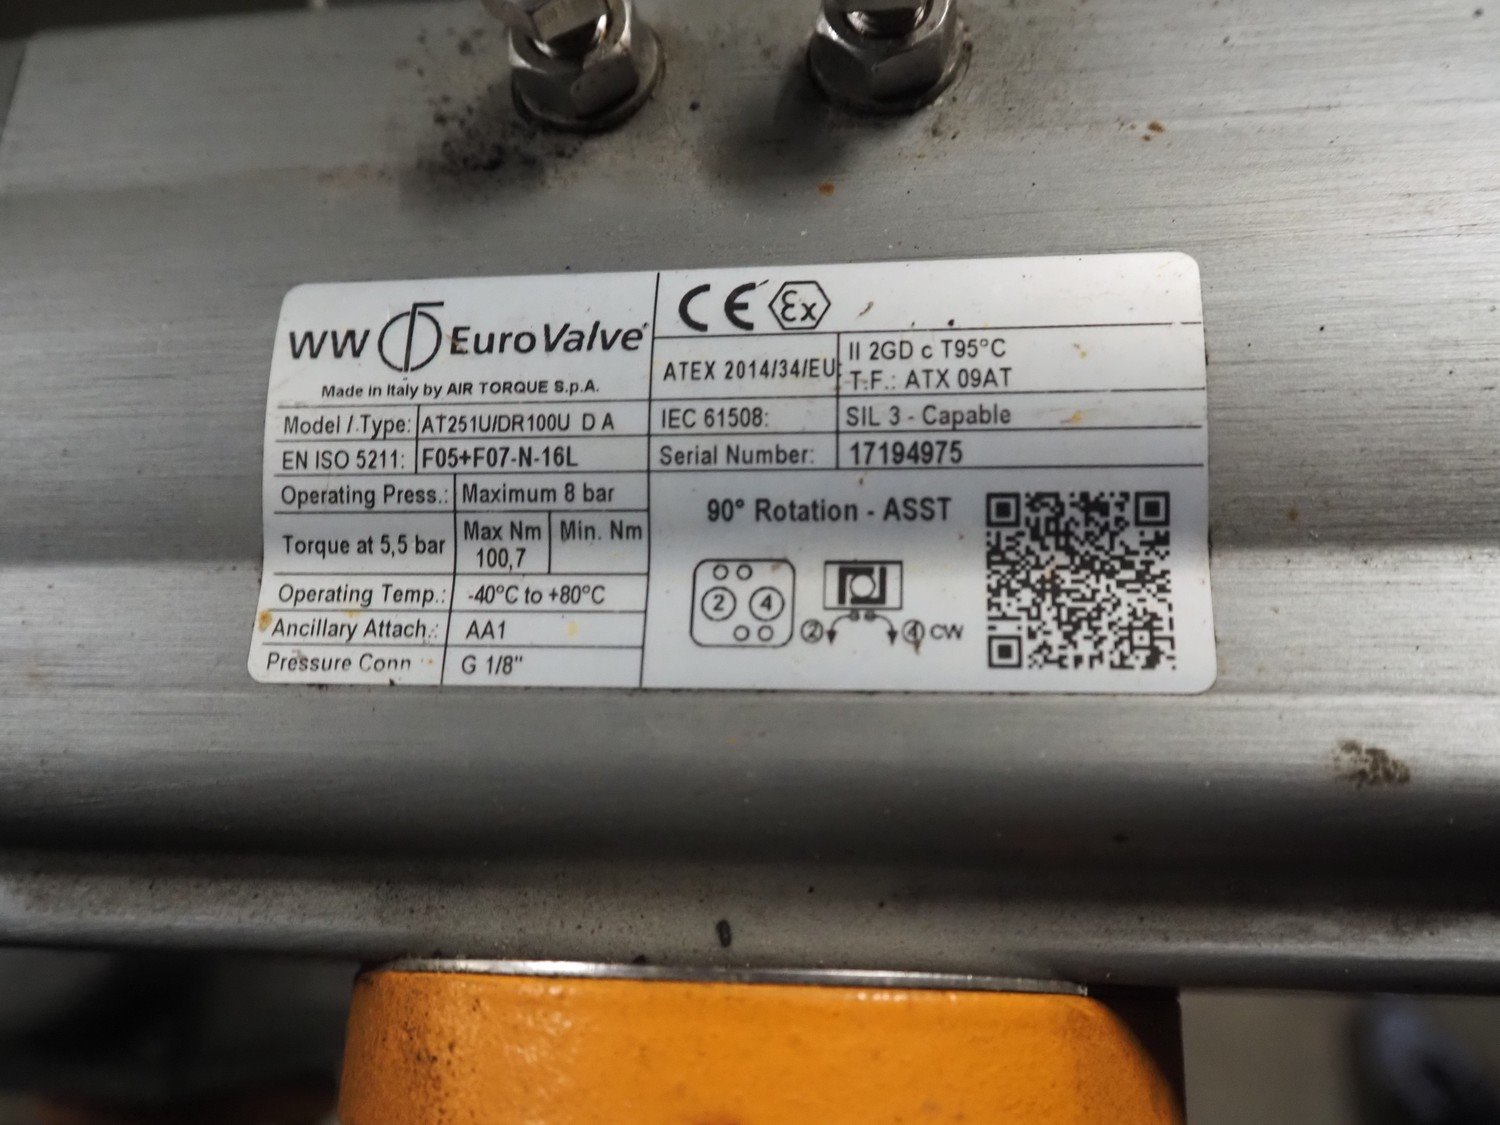 WW EuroValve
Made in Italy by AIR TORQUE S.p.A.
Model / Type: AT251U/DR100U D A
EN ISO 5211: F05+F07-N-16L
Operating Press.: Maximum 8 bar
Torque at 5,5 bar Max Nm Min. Nm
100,7
Operating Temp.: -40°C to +80°C
Ancillary Attach.: AA1
Pressure Conn.: G 1/8"
CE Ex
ATEX 2014/34/EU: II 2GD c T95°C
T.F.: ATX 09AT
IEC 61508: SIL 3 - Capable
Serial Number: 17194975
90° Rotation - ASST
2 4
2 4 CW